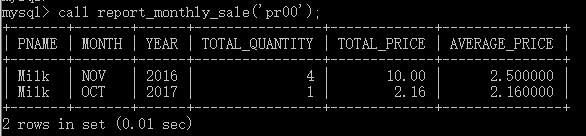 mysql> call report_monthly_sale('pr00');
+-------+-------+------+----------------+-------------+---------------+
| PNAME | MONTH | YEAR | TOTAL_QUANTITY | TOTAL_PRICE | AVERAGE_PRICE |
+-------+-------+------+----------------+-------------+---------------+
| Milk | NOV | 2016 | 4 | 10.00 | 2.500000 |
| Milk | OCT | 2017 | 1 | 2.16 | 2.160000 |
+-------+-------+------+----------------+-------------+---------------+
2 rows in set (0.01 sec)